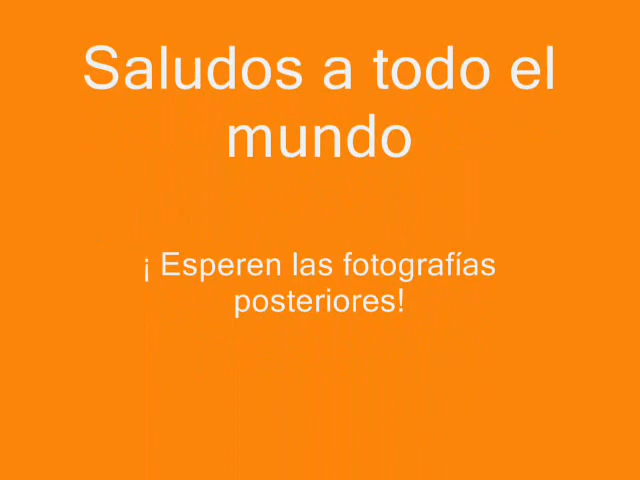 Saludos a todo el
mundo
¡ Esperen las fotografías
posteriores!